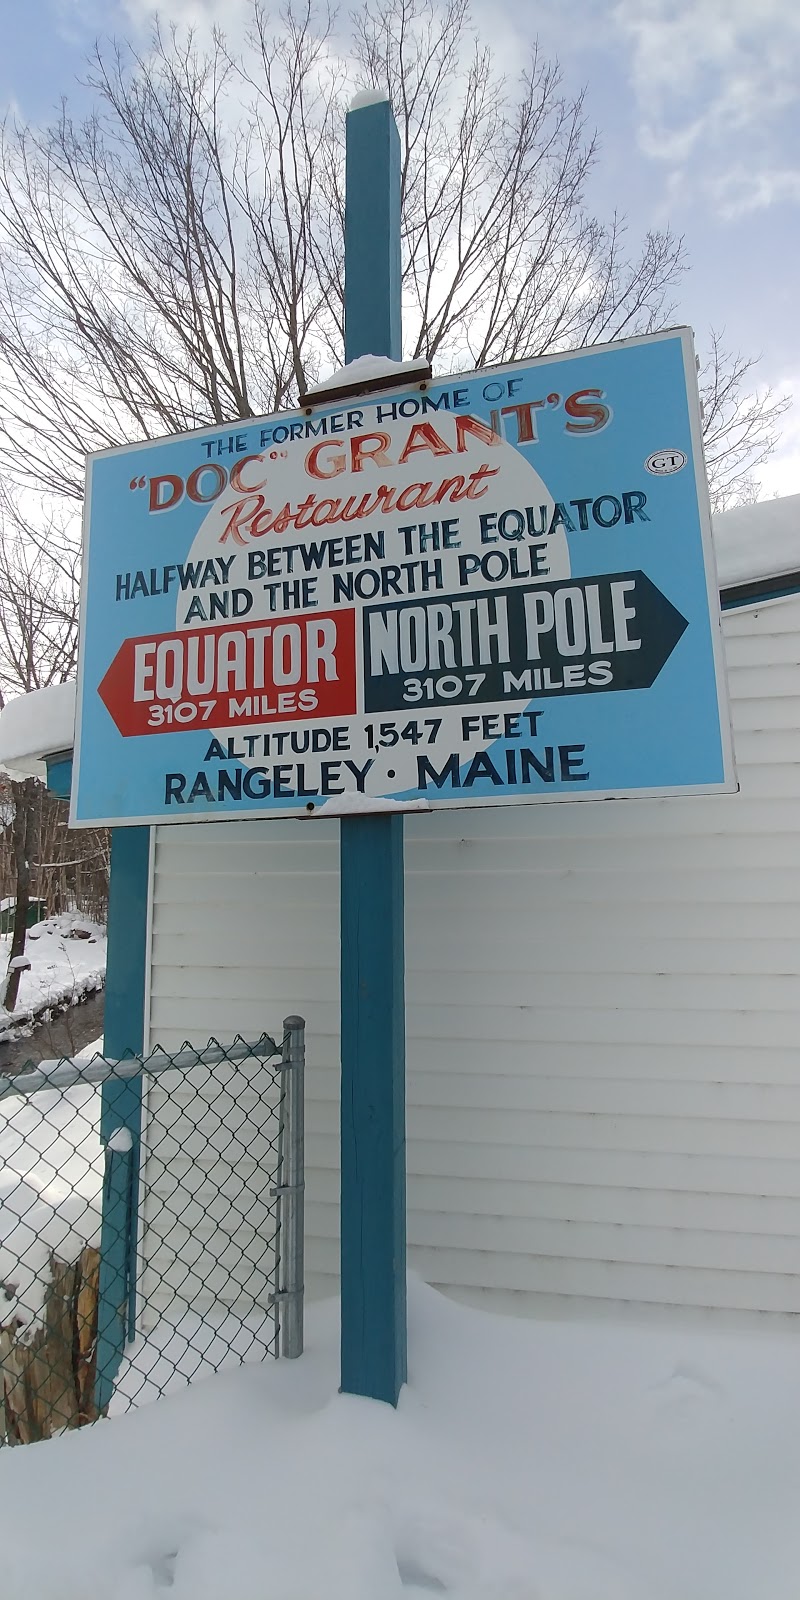 THE FORMER HOME OF
"DOC" GRANT'S
Restaurant
GT
HALFWAY BETWEEN THE EQUATOR
AND THE NORTH POLE
EQUATOR
3107 MILES
NORTH POLE
3107 MILES
ALTITUDE 1,547 FEET
RANGELEY · MAINE